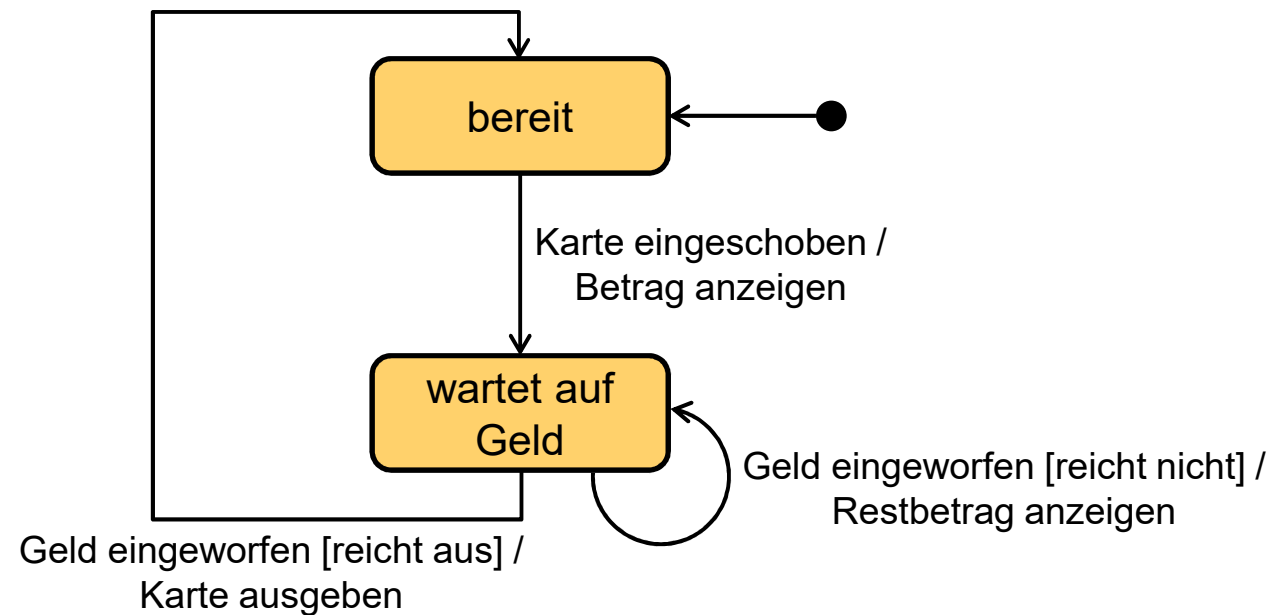 bereit
Karte eingeschoben /
Betrag anzeigen
wartet auf
Geld
Geld eingeworfen [reicht nicht] /
Restbetrag anzeigen
Geld eingeworfen [reicht aus] /
Karte ausgeben